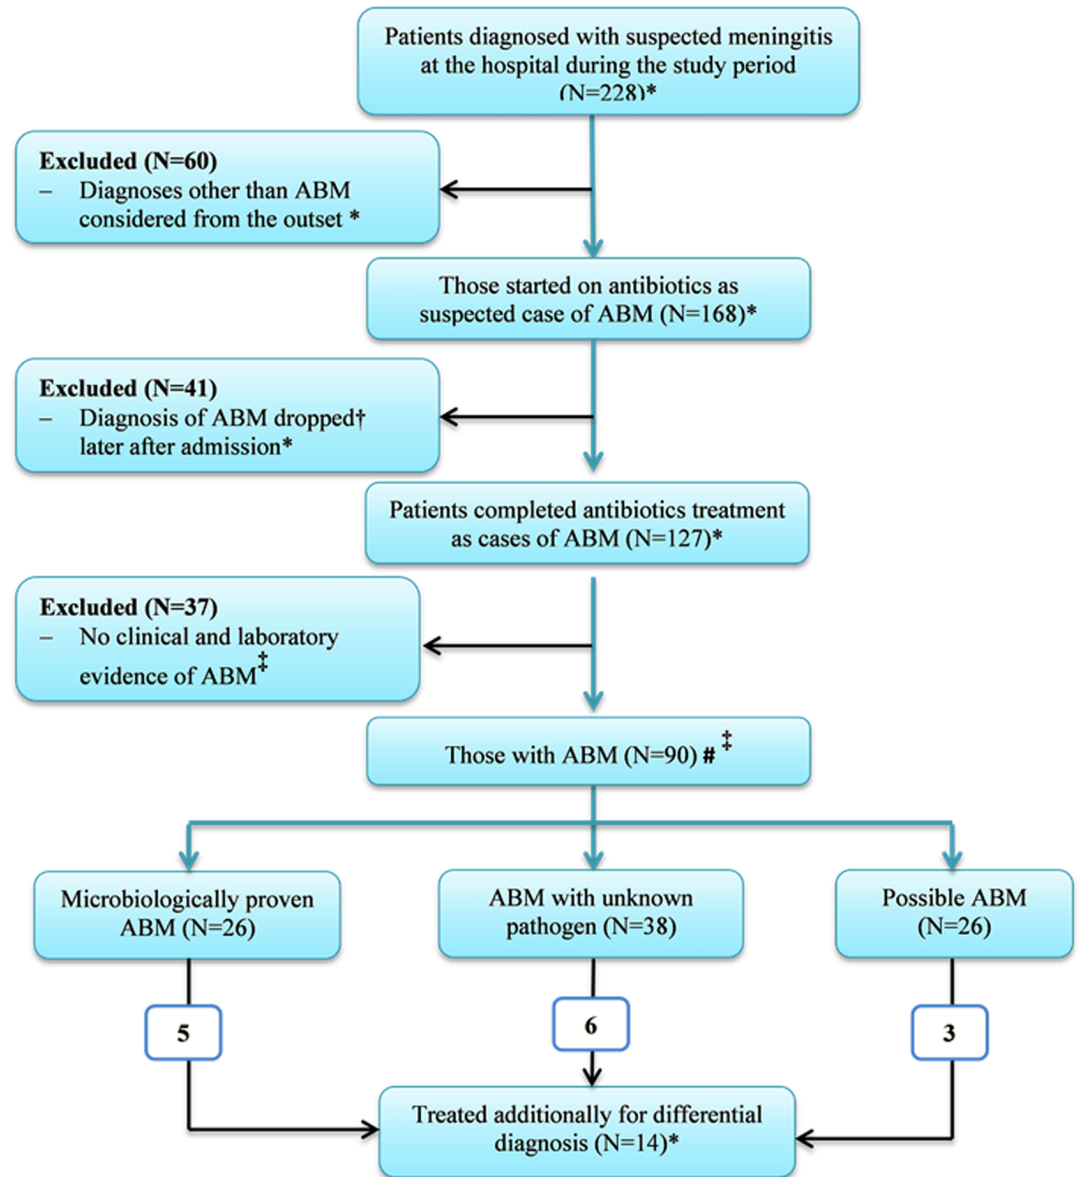 Patients diagnosed with suspected meningitis
at the hospital during the study period
(N=228)*
Excluded (N=60)
– Diagnoses other than ABM
considered from the outset *
Those started on antibiotics as
suspected case of ABM (N=168)*
Excluded (N=41)
– Diagnosis of ABM dropped†
later after admission*
Patients completed antibiotics treatment
as cases of ABM (N=127)*
Excluded (N=37)
– No clinical and laboratory
evidence of ABM‡
Those with ABM (N=90) # ‡
Microbiologically proven
ABM (N=26)
ABM with unknown
pathogen (N=38)
Possible ABM
(N=26)
5
6
3
Treated additionally for differential
diagnosis (N=14)*